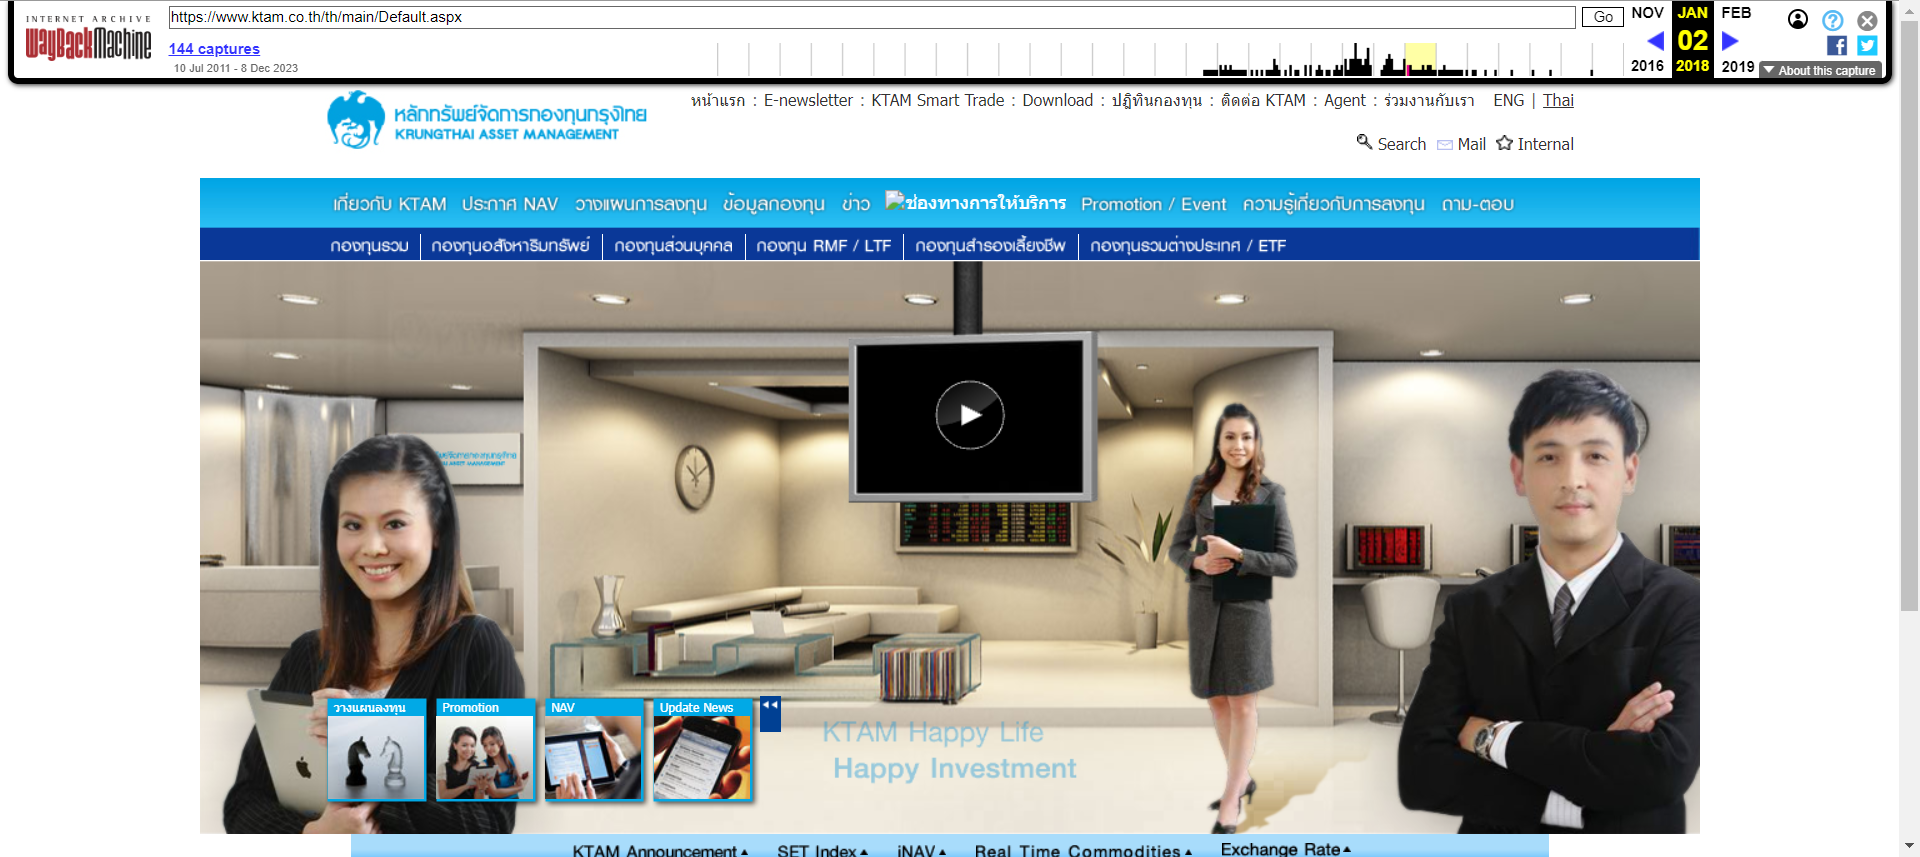 INTERNET ARCHIVE
WayBackMachine
https://www.ktam.co.th/th/main/Default.aspx
Go
NOV JAN FEB
144 captures
02
10 Jul 2011 - 8 Dec 2023
2016 2018 2019
About this capture
หลักทรัพย์จัดการกองทุนกรุงไทย
KRUNGTHAI ASSET MANAGEMENT
หน้าแรก : E-newsletter : KTAM Smart Trade : Download : ปฏิทินกองทุน : ติดต่อ KTAM : Agent : ร่วมงานกับเรา ENG | Thai
Search Mail Internal
เกี่ยวกับ KTAM ประกาศ NAV วางแผนการลงทุน ข้อมูลกองทุน ข่าว ช่องทางการให้บริการ Promotion / Event ความรู้เกี่ยวกับการลงทุน ถาม-ตอบ
กองทุนรวม กองทุนอสังหาริมทรัพย์ กองทุนส่วนบุคคล กองทุน RMF / LTF กองทุนสำรองเลี้ยงชีพ กองทุนรวมต่างประเทศ / ETF
วางแผนลงทุน Promotion NAV Update News
KTAM Happy Life
Happy Investment
KTAM Announcement SET Index iNAV Real Time Commodities Exchange Rate